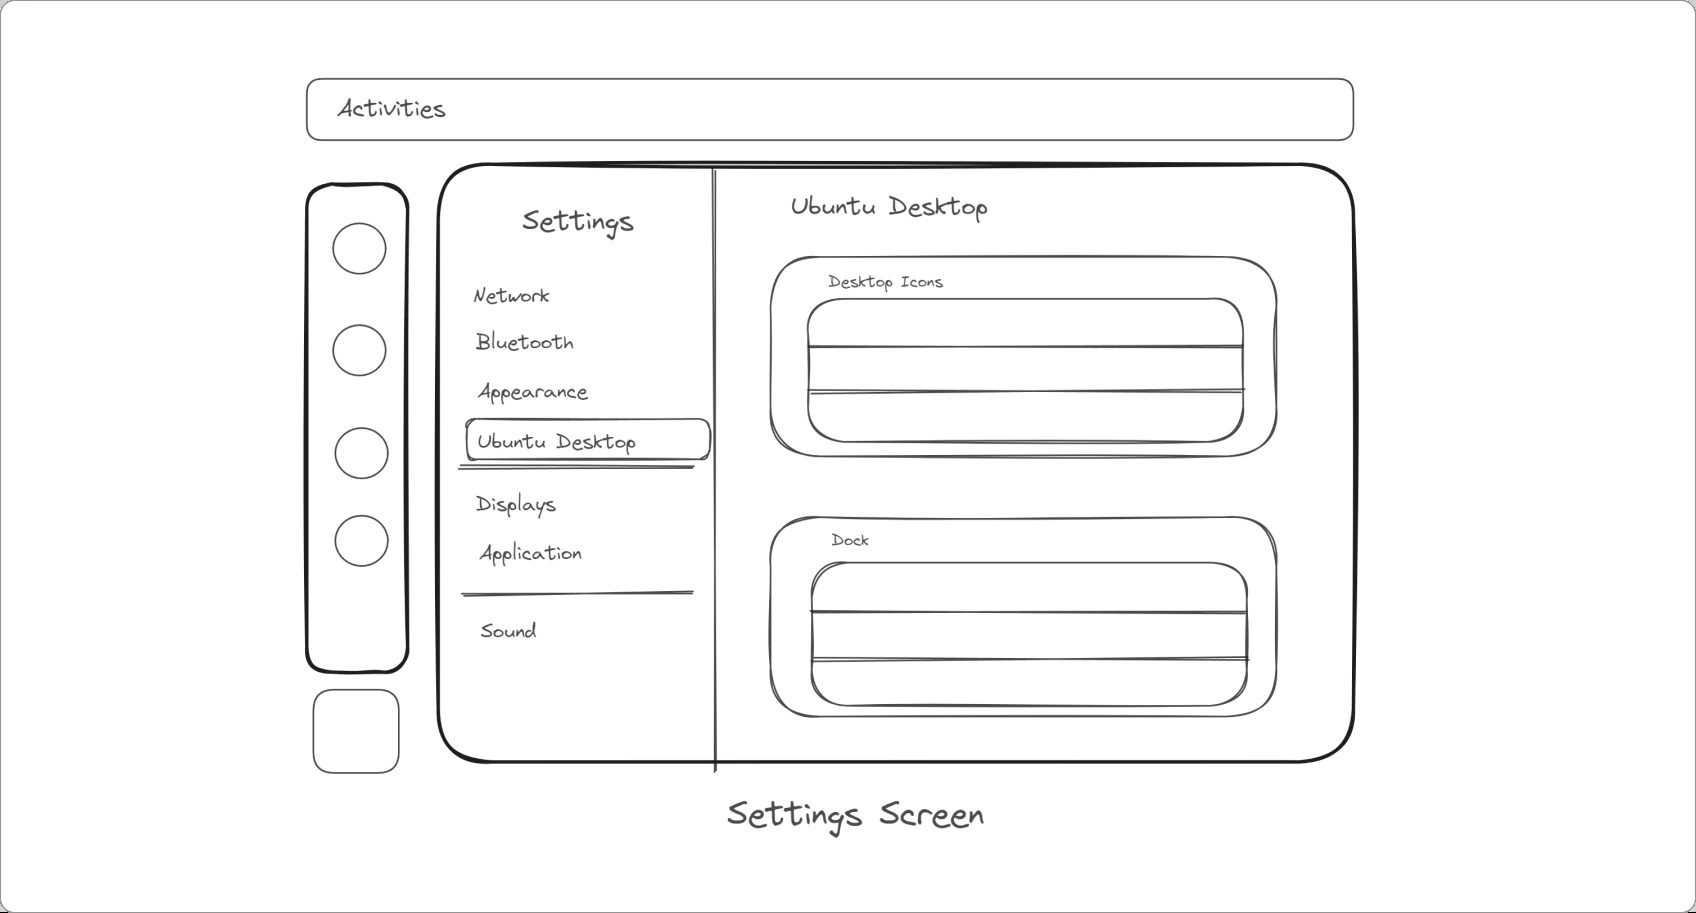 Activities
Settings
Network
Bluetooth
Appearance
Ubuntu Desktop
Displays
Application
Sound
Ubuntu Desktop
Desktop Icons
Dock
Settings Screen